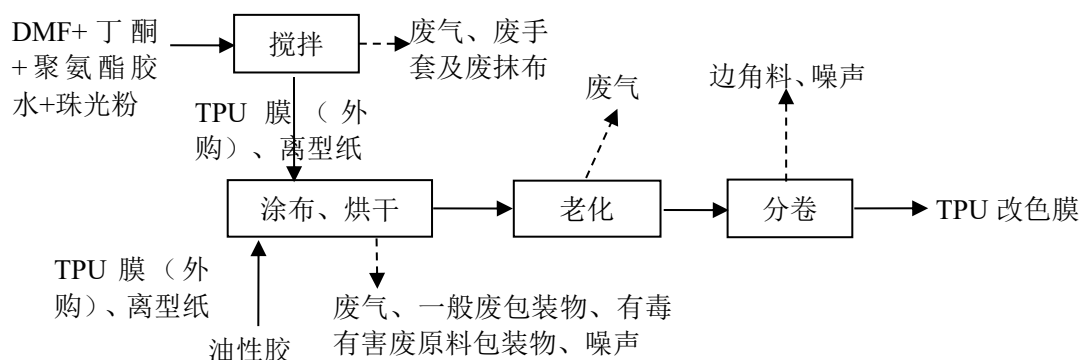 DMF+丁酮
+聚氨酯胶
水+珠光粉
搅拌
废气、废手
套及废抹布
TPU 膜（外
购）、离型纸
废气
边角料、噪声
涂布、烘干
老化
分卷
TPU 改色膜
TPU 膜（外
购）、离型纸
油性胶
废气、一般废包装物、有毒
有害废原料包装物、噪声